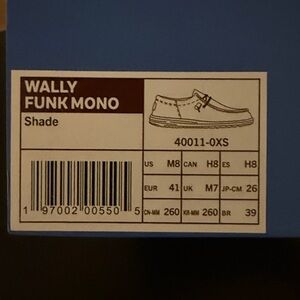 WALLY
FUNK MONO
Shade
40011-0XS
US M8 CAN H8 ES H8
EUR 41 UK M7 JP-CM 26
CN-MM 260 KR-MM 260 BR 39
1 97002 00550 5